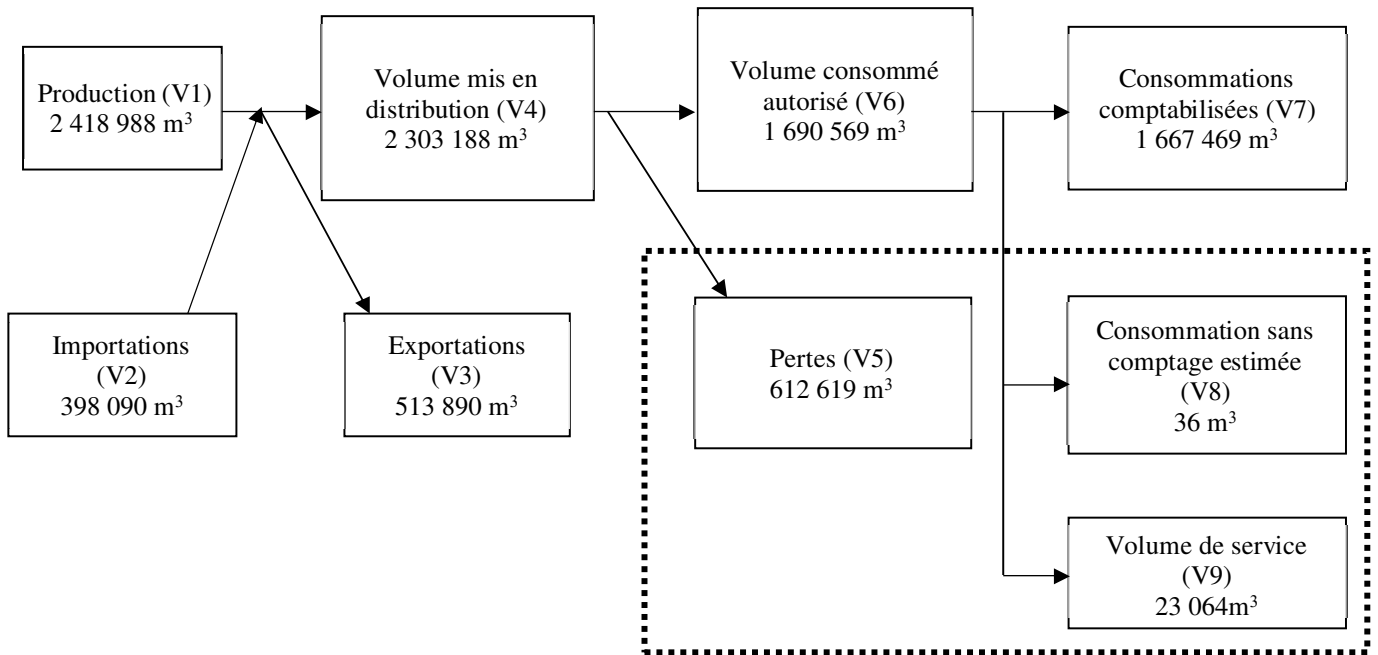 Production (V1)
2 418 988 m³
Volume mis en
distribution (V4)
2 303 188 m³
Volume consommé
autorisé (V6)
1 690 569 m³
Consommations
comptabilisées (V7)
1 667 469 m³
Importations
(V2)
398 090 m³
Exportations
(V3)
513 890 m³
Pertes (V5)
612 619 m³
Consommation sans
comptage estimée
(V8)
36 m³
Volume de service
(V9)
23 064m³